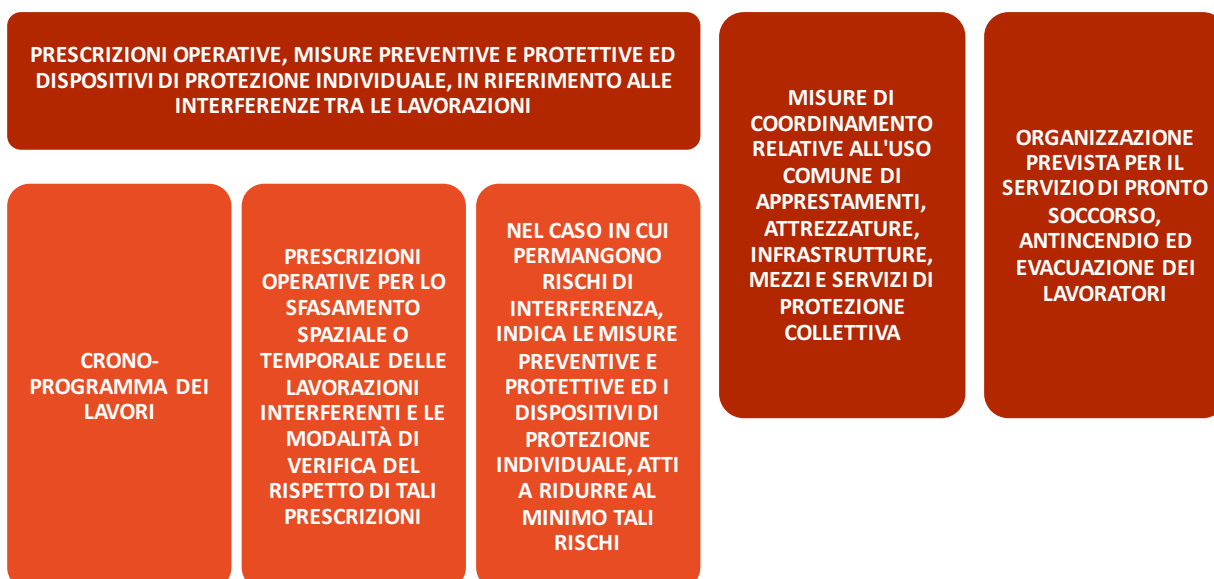 PRESCRIZIONI OPERATIVE, MISURE PREVENTIVE E PROTETTIVE ED
DISPOSITIVI DI PROTEZIONE INDIVIDUALE, IN RIFERIMENTO ALLE
INTERFERENZE TRA LE LAVORAZIONI
CRONO-
PROGRAMMA DEI
LAVORI
PRESCRIZIONI
OPERATIVE PER LO
SFASAMENTO
SPAZIALE O
TEMPORALE DELLE
LAVORAZIONI
INTERFERENTI E LE
MODALITÀ DI
VERIFICA DEL
RISPETTO DI TALI
PRESCRIZIONI
NEL CASO IN CUI
PERMANGONO
RISCHI DI
INTERFERENZA,
INDICA LE MISURE
PREVENTIVE E
PROTETTIVE ED I
DISPOSITIVI DI
PROTEZIONE
INDIVIDUALE, ATTI
A RIDURRE AL
MINIMO TALI
RISCHI
MISURE DI
COORDINAMENTO
RELATIVE ALL'USO
COMUNE DI
APPRESTAMENTI,
ATTREZZATURE,
INFRASTRUTTURE,
MEZZI E SERVIZI DI
PROTEZIONE
COLLETTIVA
ORGANIZZAZIONE
PREVISTA PER IL
SERVIZIO DI PRONTO
SOCCORSO,
ANTINCENDIO ED
EVACUAZIONE DEI
LAVORATORI